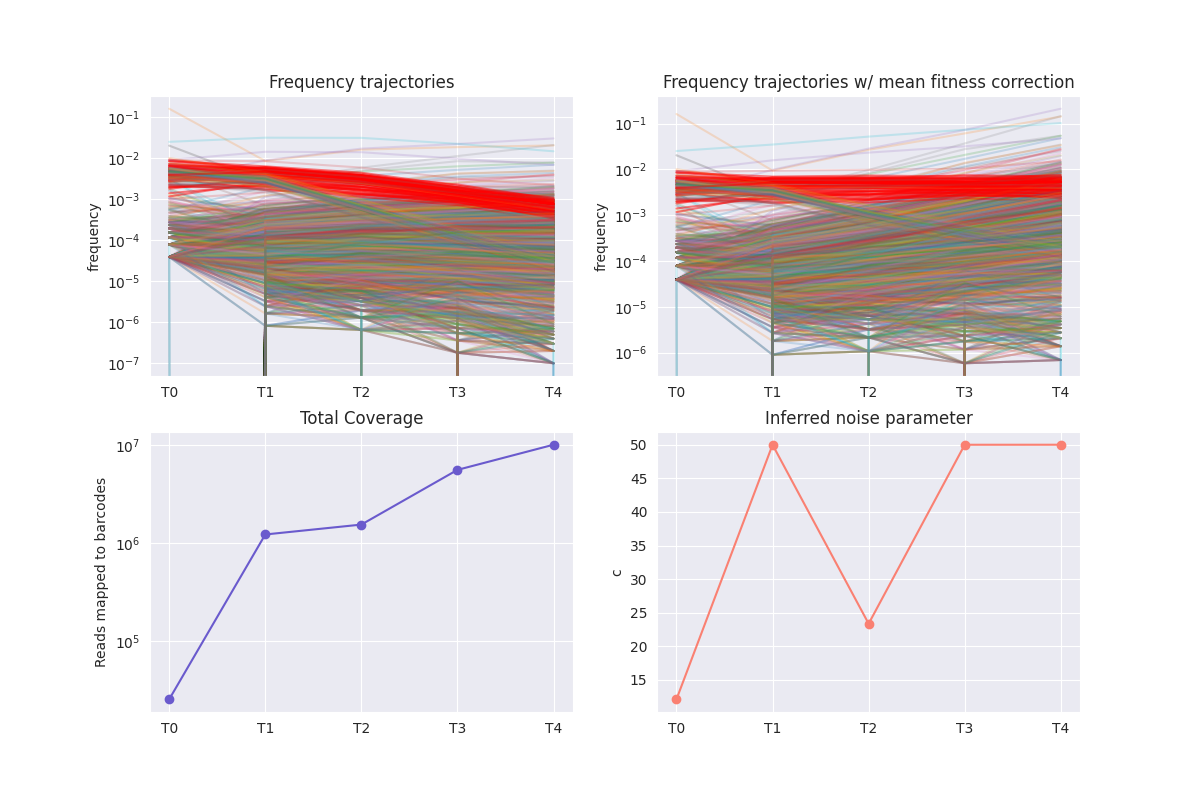 Frequency trajectories
frequency
10⁻¹
10⁻²
10⁻³
10⁻⁴
10⁻⁵
10⁻⁶
10⁻⁷
T0 T1 T2 T3 T4
Frequency trajectories w/ mean fitness correction
frequency
10⁻¹
10⁻²
10⁻³
10⁻⁴
10⁻⁵
10⁻⁶
T0 T1 T2 T3 T4
Total Coverage
Reads mapped to barcodes
10⁷
10⁶
10⁵
T0 T1 T2 T3 T4
Inferred noise parameter
c
50
45
40
35
30
25
20
15
T0 T1 T2 T3 T4